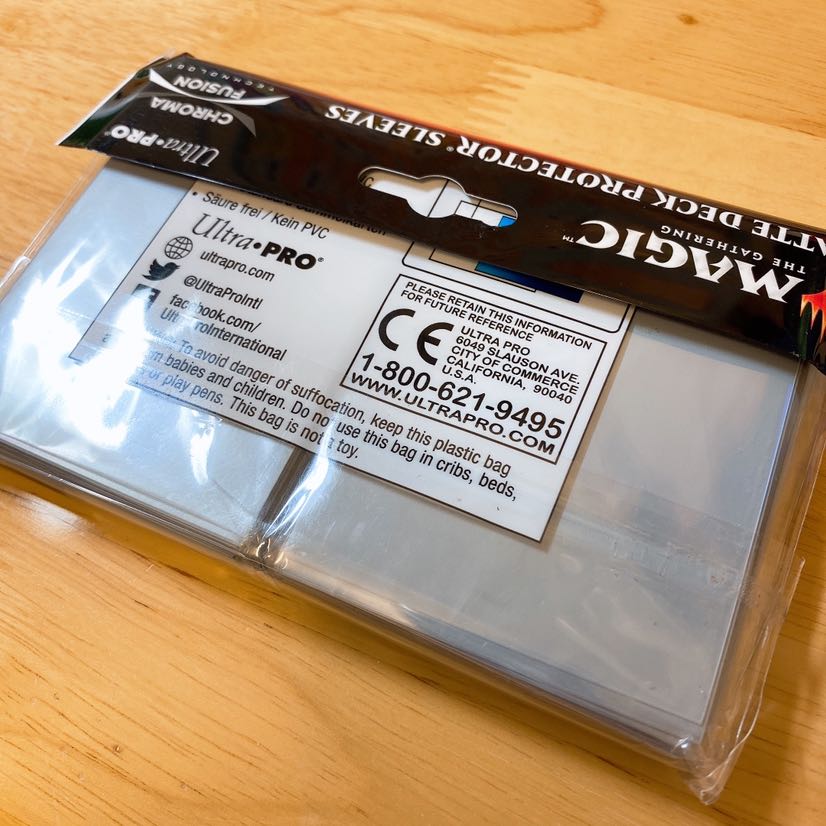 MAGIC™
THE GATHERING
MATTE DECK PROTECTOR® SLEEVES
Ultra•PRO®
CHROMA
FUSION
TECHNOLOGY
• Säure frei / Kein PVC
Ultra•PRO®
ultrapro.com
@UltraProIntl
facebook.com/
PLEASE RETAIN THIS INFORMATION
FOR FUTURE REFERENCE
CE
ULTRA PRO
6049 SLAUSON AVE.
CITY OF COMMERCE
CALIFORNIA, 90040
U.S.A.
1-800-621-9495
WWW.ULTRAPRO.COM
To avoid danger of suffocation, keep this plastic bag
babies and children. Do not use this bag in cribs, beds,
or play pens. This bag is not a toy.